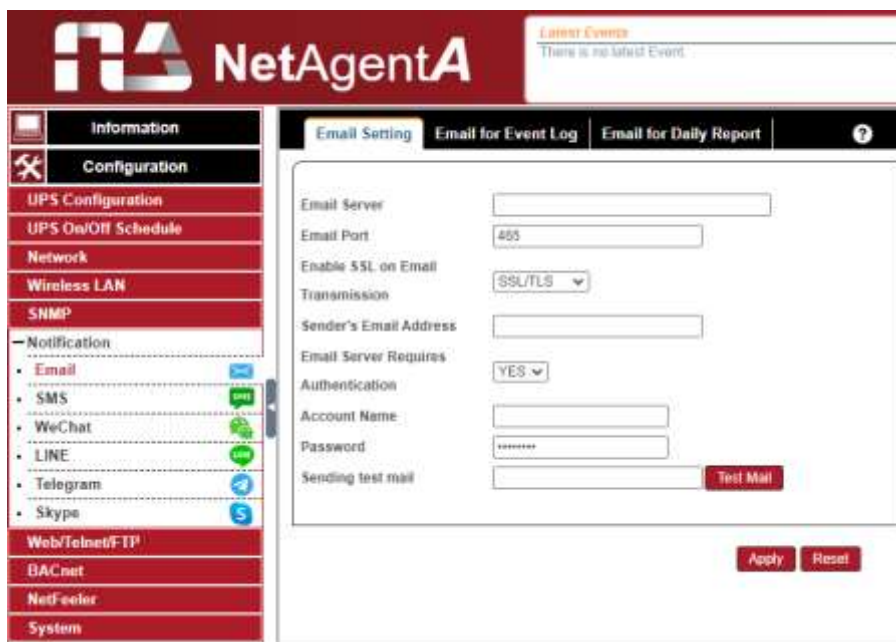 NetAgentA
Latest Events
There is no latest Event.
Information
Configuration
UPS Configuration
UPS On/Off Schedule
Network
Wireless LAN
SNMP
Notification
Email
SMS
WeChat
LINE
Telegram
Skype
Web/Telnet/FTP
BACnet
NetFeeler
System
Email Setting Email for Event Log Email for Daily Report ?
Email Server
Email Port 465
Enable SSL on Email
Transmission SSL/TLS
Sender's Email Address
Email Server Requires
Authentication YES
Account Name
Password ••••••••
Sending test mail Test Mail
Apply Reset